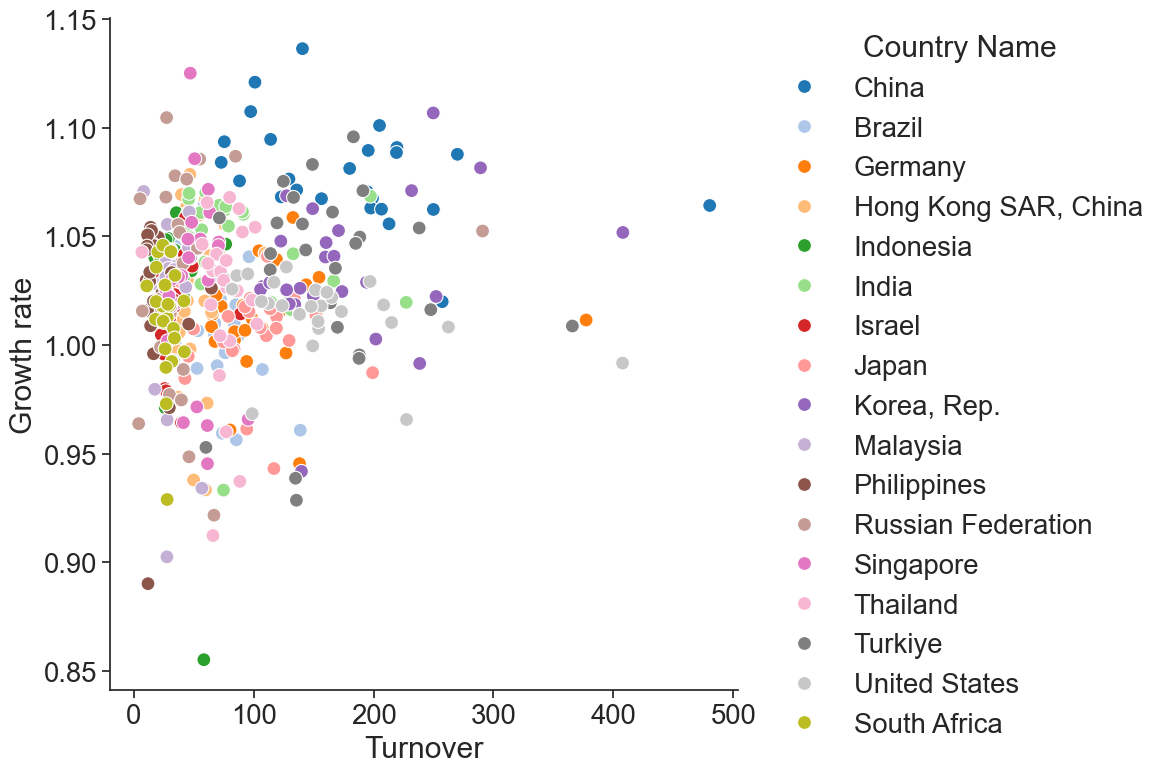 1.15
1.10
1.05
1.00
0.95
0.90
0.85
Growth rate
0
100
200
300
400
500
Turnover
Country Name
China
Brazil
Germany
Hong Kong SAR, China
Indonesia
India
Israel
Japan
Korea, Rep.
Malaysia
Philippines
Russian Federation
Singapore
Thailand
Turkiye
United States
South Africa